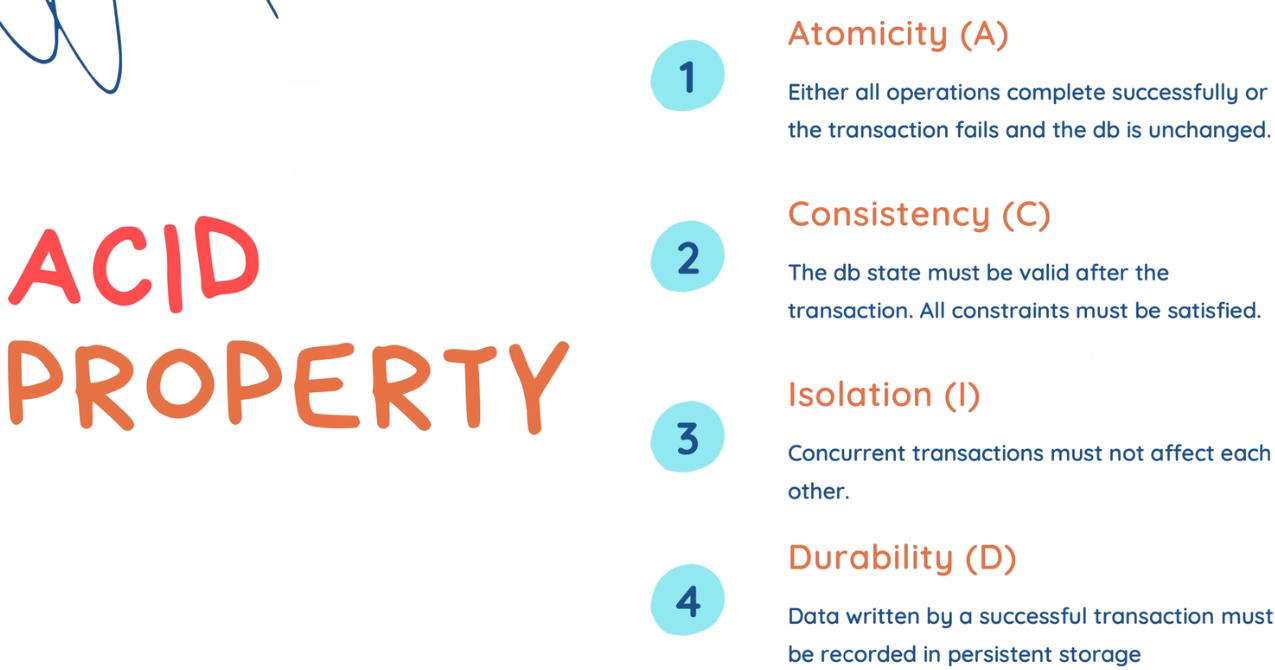 ACID
PROPERTY
1
Atomicity (A)
Either all operations complete successfully or
the transaction fails and the db is unchanged.
2
Consistency (C)
The db state must be valid after the
transaction. All constraints must be satisfied.
3
Isolation (I)
Concurrent transactions must not affect each
other.
4
Durability (D)
Data written by a successful transaction must
be recorded in persistent storage